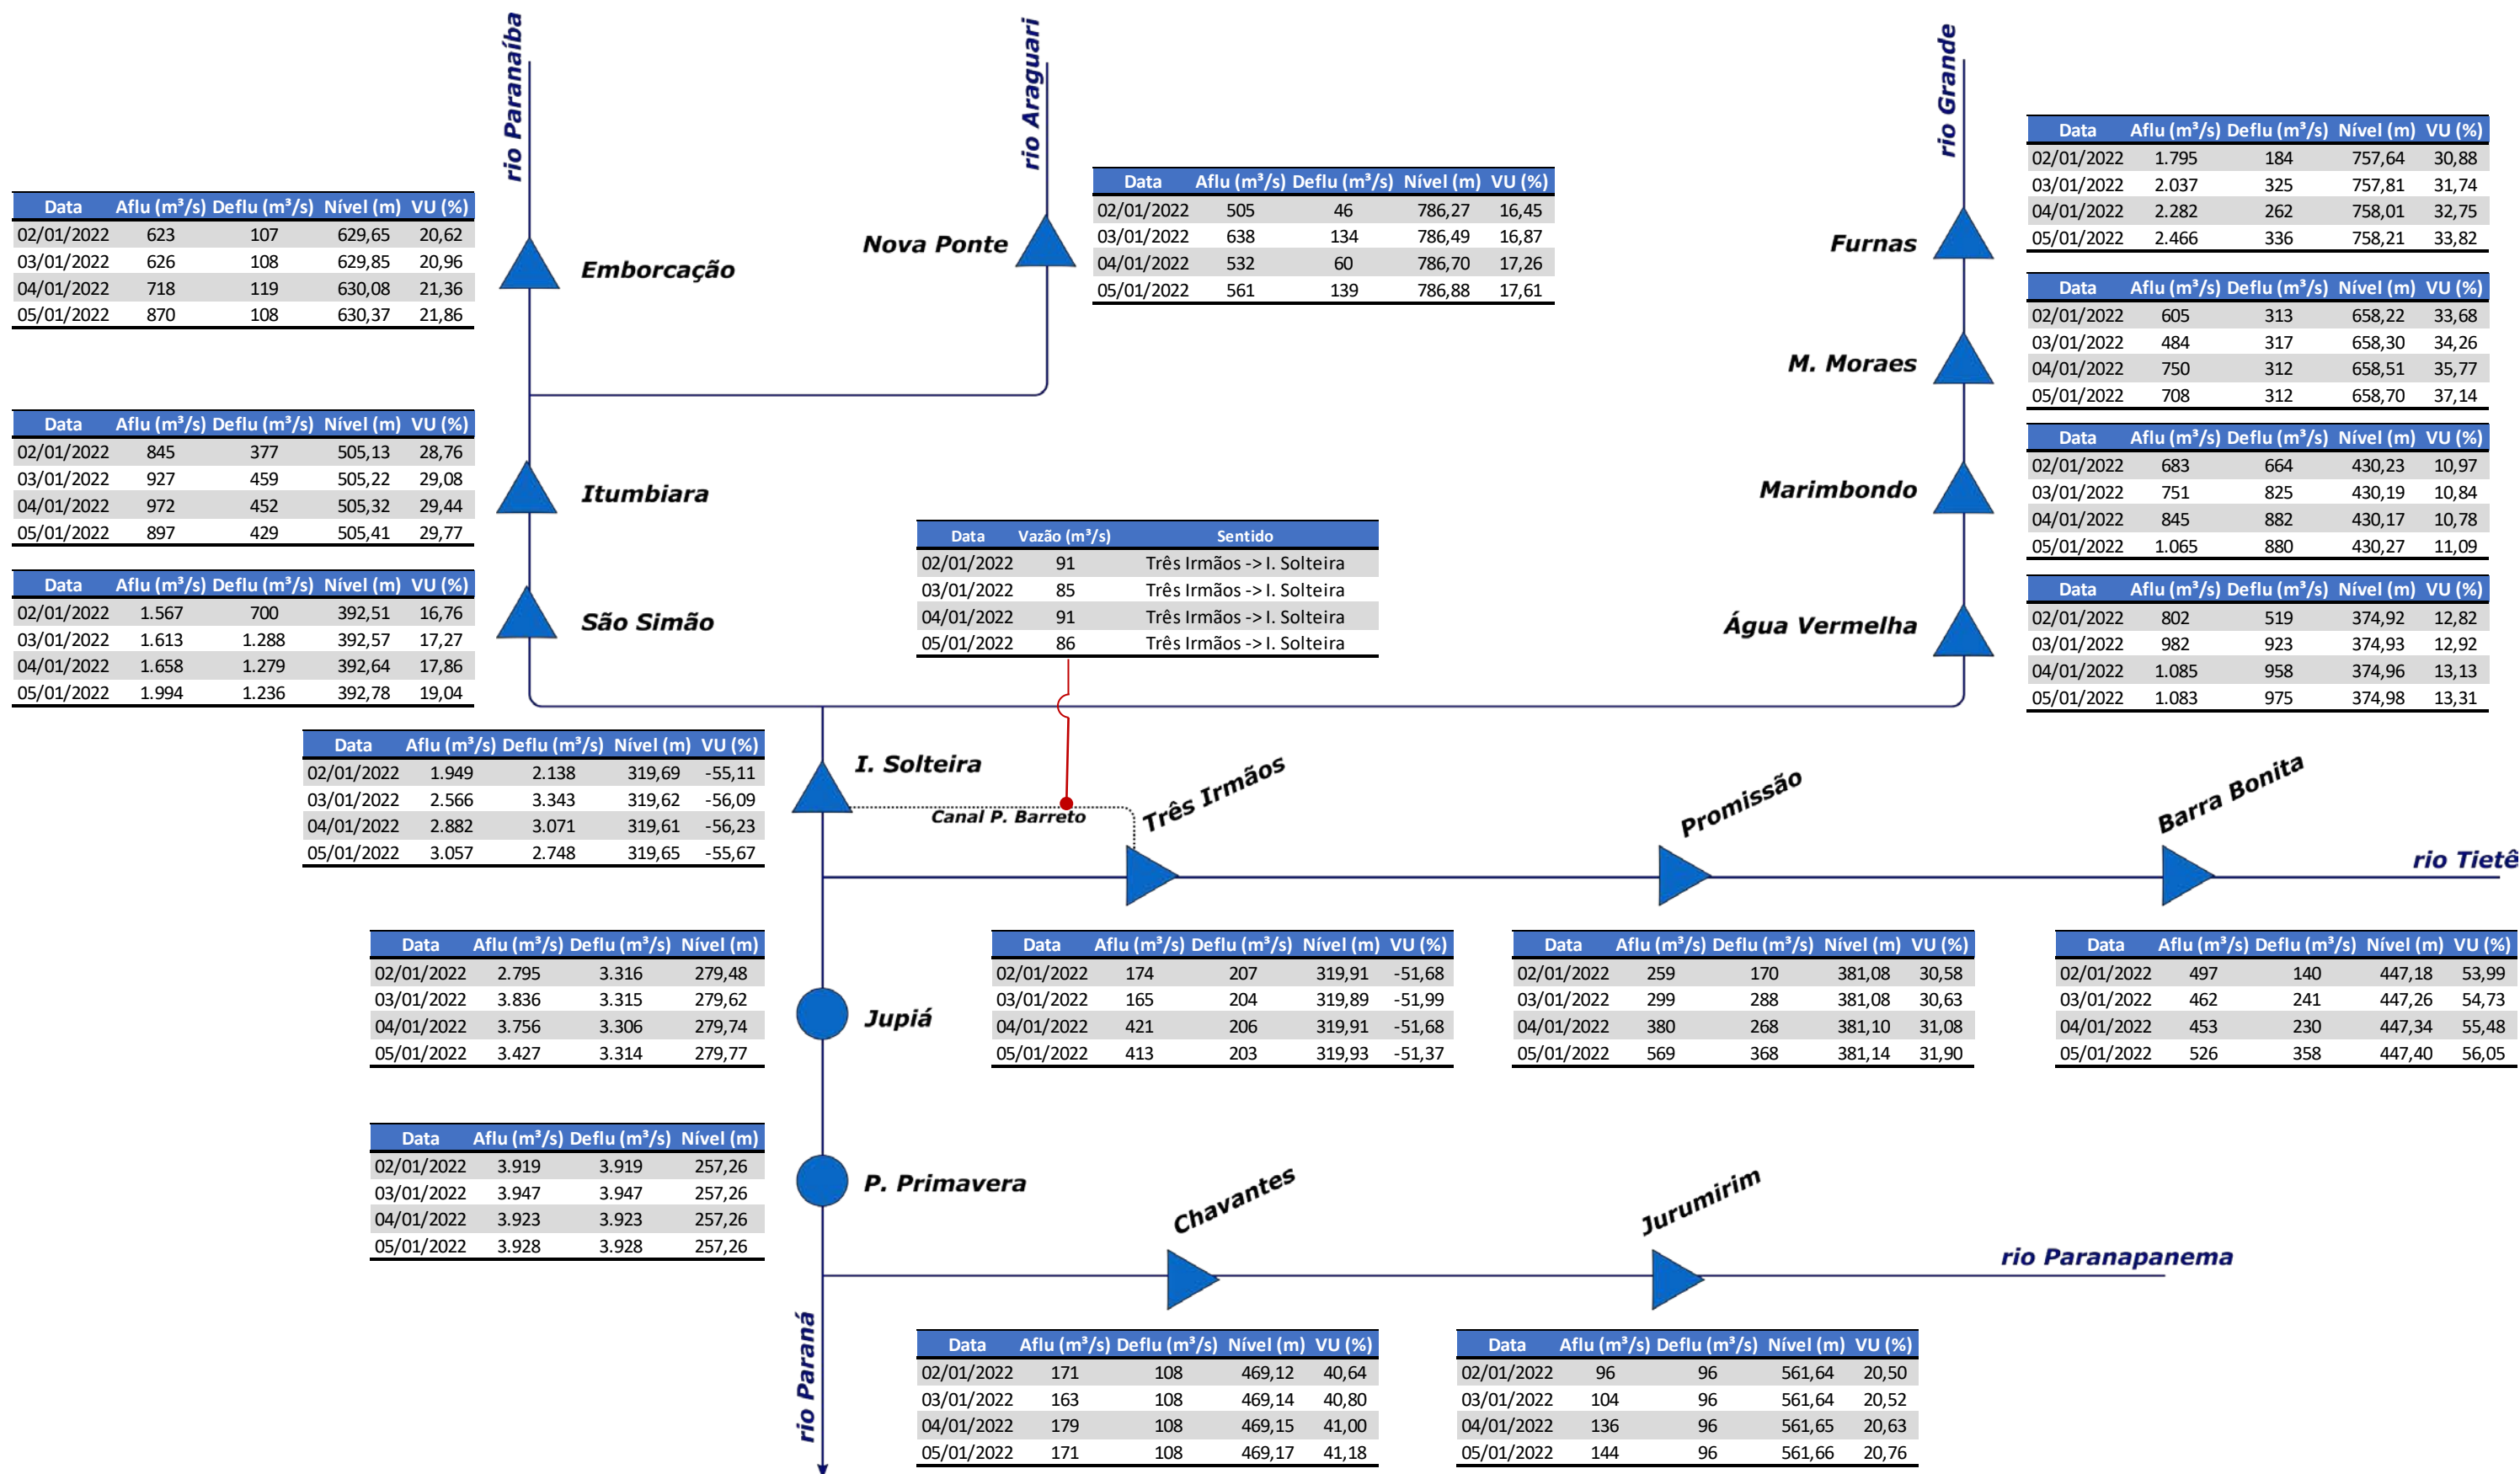 rio Paranaíba
rio Araguari
rio Grande
Data Aflu (m³/s) Deflu (m³/s) Nível (m) VU (%)
02/01/2022 623 107 629,65 20,62
03/01/2022 626 108 629,85 20,96
04/01/2022 718 119 630,08 21,36
05/01/2022 870 108 630,37 21,86
Emborcação
Nova Ponte
Data Aflu (m³/s) Deflu (m³/s) Nível (m) VU (%)
02/01/2022 505 46 786,27 16,45
03/01/2022 638 134 786,49 16,87
04/01/2022 532 60 786,70 17,26
05/01/2022 561 139 786,88 17,61
Furnas
Data Aflu (m³/s) Deflu (m³/s) Nível (m) VU (%)
02/01/2022 1.795 184 757,64 30,88
03/01/2022 2.037 325 757,81 31,74
04/01/2022 2.282 262 758,01 32,75
05/01/2022 2.466 336 758,21 33,82
M. Moraes
Data Aflu (m³/s) Deflu (m³/s) Nível (m) VU (%)
02/01/2022 605 313 658,22 33,68
03/01/2022 484 317 658,30 34,26
04/01/2022 750 312 658,51 35,77
05/01/2022 708 312 658,70 37,14
Data Aflu (m³/s) Deflu (m³/s) Nível (m) VU (%)
02/01/2022 845 377 505,13 28,76
03/01/2022 927 459 505,22 29,08
04/01/2022 972 452 505,32 29,44
05/01/2022 897 429 505,41 29,77
Itumbiara
Marimbondo
Data Aflu (m³/s) Deflu (m³/s) Nível (m) VU (%)
02/01/2022 683 664 430,23 10,97
03/01/2022 751 825 430,19 10,84
04/01/2022 845 882 430,17 10,78
05/01/2022 1.065 880 430,27 11,09
Data Vazão (m³/s) Sentido
02/01/2022 91 Três Irmãos -> I. Solteira
03/01/2022 85 Três Irmãos -> I. Solteira
04/01/2022 91 Três Irmãos -> I. Solteira
05/01/2022 86 Três Irmãos -> I. Solteira
Data Aflu (m³/s) Deflu (m³/s) Nível (m) VU (%)
02/01/2022 1.567 700 392,51 16,76
03/01/2022 1.613 1.288 392,57 17,27
04/01/2022 1.658 1.279 392,64 17,86
05/01/2022 1.994 1.236 392,78 19,04
São Simão
Água Vermelha
Data Aflu (m³/s) Deflu (m³/s) Nível (m) VU (%)
02/01/2022 802 519 374,92 12,82
03/01/2022 982 923 374,93 12,92
04/01/2022 1.085 958 374,96 13,13
05/01/2022 1.083 975 374,98 13,31
Data Aflu (m³/s) Deflu (m³/s) Nível (m) VU (%)
02/01/2022 1.949 2.138 319,69 -55,11
03/01/2022 2.566 3.343 319,62 -56,09
04/01/2022 2.882 3.071 319,61 -56,23
05/01/2022 3.057 2.748 319,65 -55,67
I. Solteira
Canal P. Barreto
Três Irmãos
Promissão
Barra Bonita
rio Tietê
Data Aflu (m³/s) Deflu (m³/s) Nível (m)
02/01/2022 2.795 3.316 279,48
03/01/2022 3.836 3.315 279,62
04/01/2022 3.756 3.306 279,74
05/01/2022 3.427 3.314 279,77
Jupiá
Data Aflu (m³/s) Deflu (m³/s) Nível (m) VU (%)
02/01/2022 174 207 319,91 -51,68
03/01/2022 165 204 319,89 -51,99
04/01/2022 421 206 319,91 -51,68
05/01/2022 413 203 319,93 -51,37
Data Aflu (m³/s) Deflu (m³/s) Nível (m) VU (%)
02/01/2022 259 170 381,08 30,58
03/01/2022 299 288 381,08 30,63
04/01/2022 380 268 381,10 31,08
05/01/2022 569 368 381,14 31,90
Data Aflu (m³/s) Deflu (m³/s) Nível (m) VU (%)
02/01/2022 497 140 447,18 53,99
03/01/2022 462 241 447,26 54,73
04/01/2022 453 230 447,34 55,48
05/01/2022 526 358 447,40 56,05
Data Aflu (m³/s) Deflu (m³/s) Nível (m)
02/01/2022 3.919 3.919 257,26
03/01/2022 3.947 3.947 257,26
04/01/2022 3.923 3.923 257,26
05/01/2022 3.928 3.928 257,26
P. Primavera
Chavantes
Jurumirim
rio Paranapanema
rio Paraná
Data Aflu (m³/s) Deflu (m³/s) Nível (m) VU (%)
02/01/2022 171 108 469,12 40,64
03/01/2022 163 108 469,14 40,80
04/01/2022 179 108 469,15 41,00
05/01/2022 171 108 469,17 41,18
Data Aflu (m³/s) Deflu (m³/s) Nível (m) VU (%)
02/01/2022 96 96 561,64 20,50
03/01/2022 104 96 561,64 20,52
04/01/2022 136 96 561,65 20,63
05/01/2022 144 96 561,66 20,76